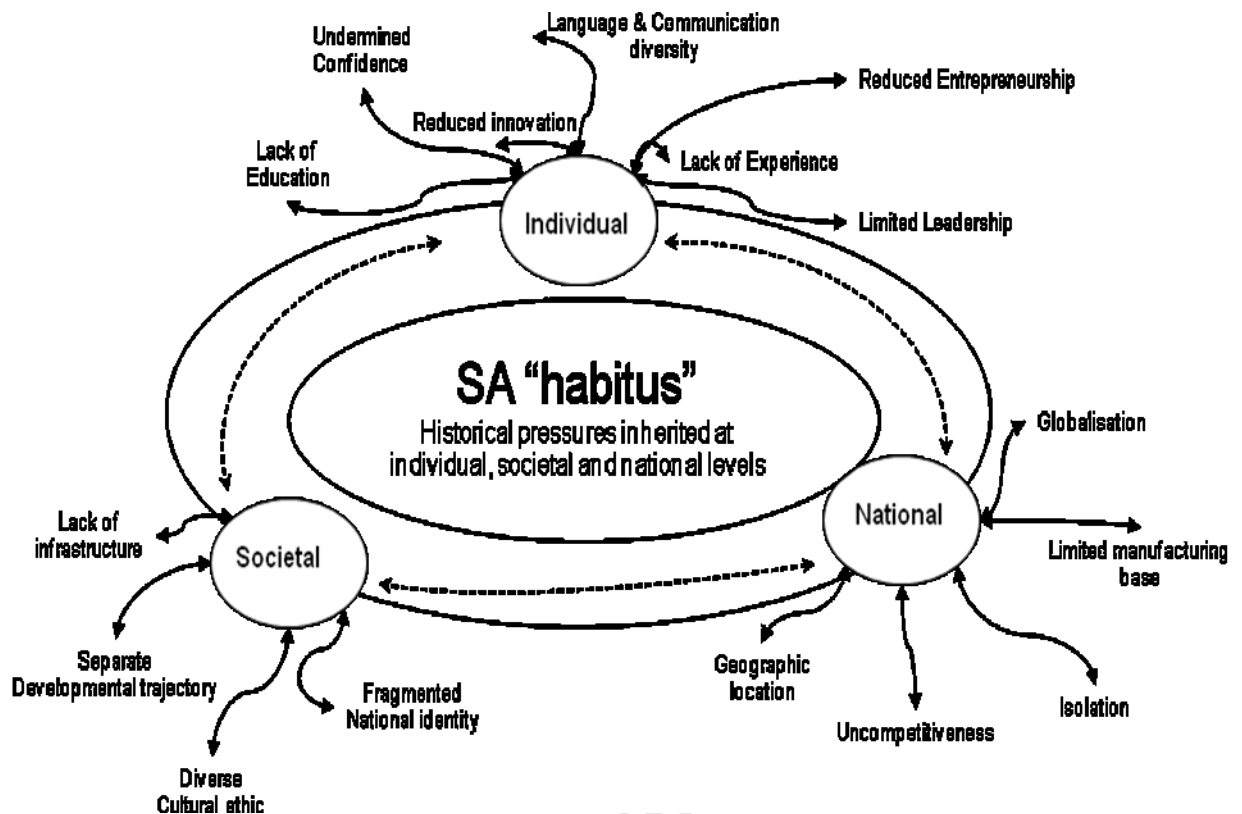 Language & Communication
diversity
Undermined
Confidence
Reduced Entrepreneurship
Reduced innovation
Lack of
Education
Lack of Experience
Limited Leadership
Individual
SA “habitus”
Historical pressures inherited at
individual, societal and national levels
Globalisation
National
Lack of
infrastructure
Societal
Limited manufacturing
base
Separate
Developmental trajectory
Fragmented
National identity
Geographic
location
Isolation
Uncompetitiveness
Diverse
Cultural ethic